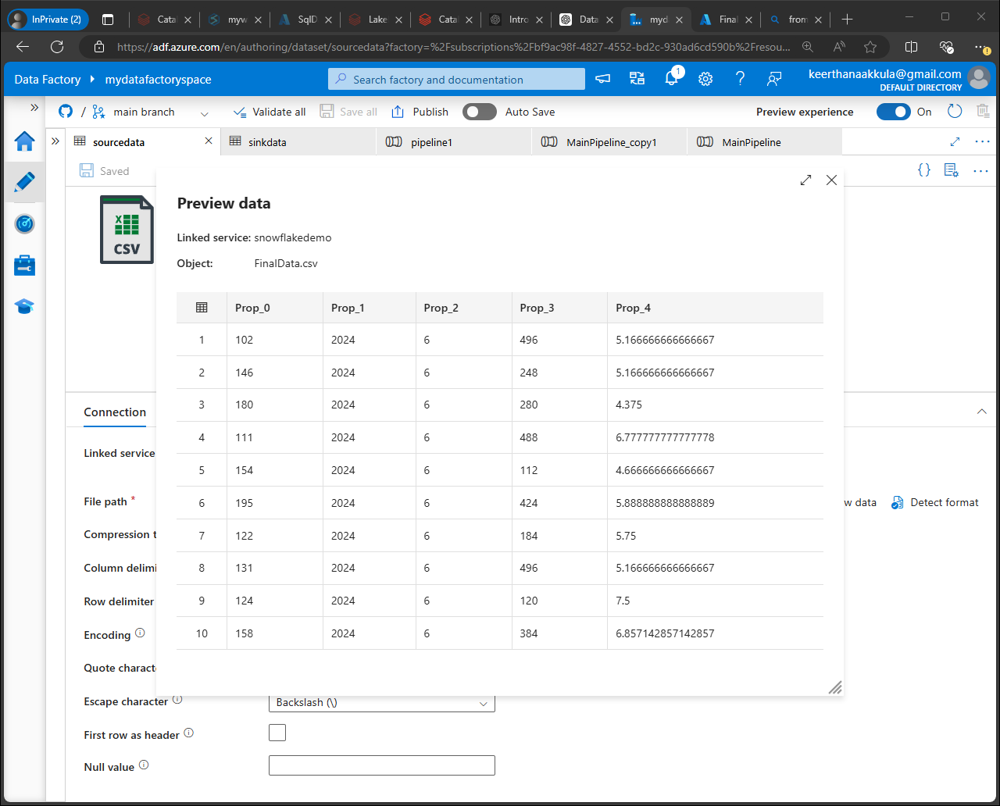 InPrivate (2)
Cata
myw
SqlD
Lake
Cata
Intro
Data
myd
Final
from
https://adf.azure.com/en/authoring/dataset/sourcedata?factory=%2Fsubscriptions%2Fbf9ac98f-4827-4552-bd2c-930ad6cd590b%2Fresou...
Data Factory
mydatafactoryspace
Search factory and documentation
1
keerthanaakkula@gmail.com
DEFAULT DIRECTORY
/ main branch
Validate all
Save all
Publish
Auto Save
Preview experience
On
sourcedata
sinkdata
pipeline1
MainPipeline_copy1
MainPipeline
Saved
CSV
Preview data
Linked service: snowflakedemo
Object: FinalData.csv
Prop_0 Prop_1 Prop_2 Prop_3 Prop_4
1 102 2024 6 496 5.166666666666667
2 146 2024 6 248 5.166666666666667
3 180 2024 6 280 4.375
4 111 2024 6 488 6.777777777777778
5 154 2024 6 112 4.666666666666667
6 195 2024 6 424 5.888888888888889
7 122 2024 6 184 5.75
8 131 2024 6 496 5.166666666666667
9 124 2024 6 120 7.5
10 158 2024 6 384 6.857142857142857
Connection
Linked service
File path *
w data
Detect format
Compression t
Column delimi
Row delimiter
Encoding
Quote charact
Escape character
Backslash (\)
First row as header
Null value